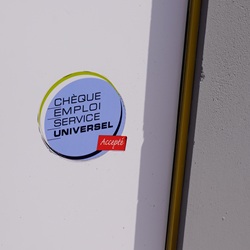 CHÈQUE
EMPLOI
SERVICE
UNIVERSEL
Accepté